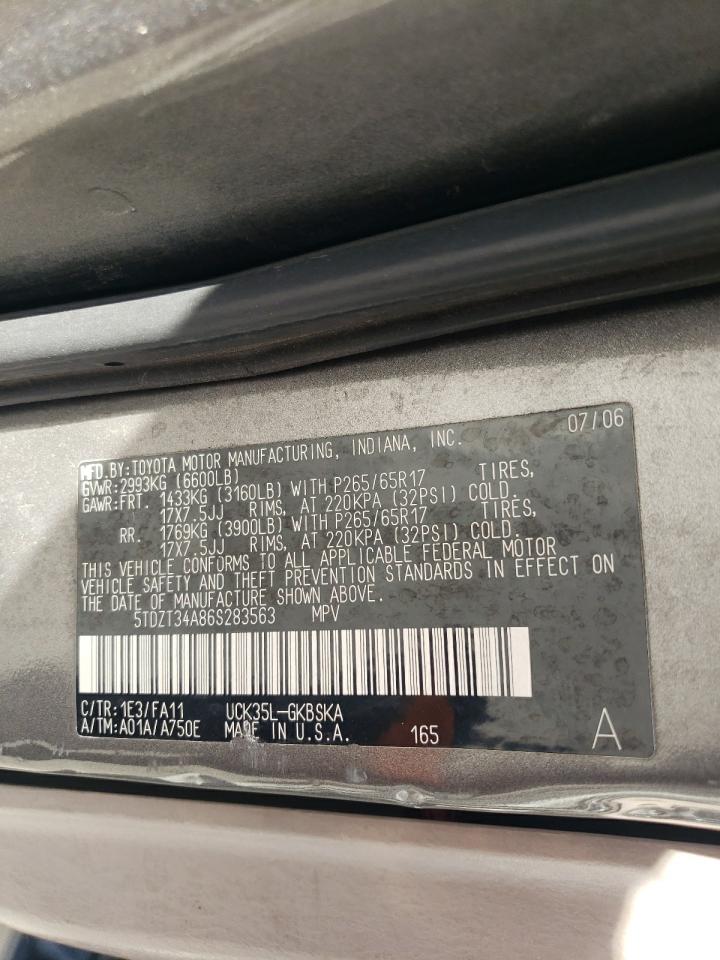 07/06
MFD.BY:TOYOTA MOTOR MANUFACTURING, INDIANA, INC.
GVWR:2993KG (6600LB)
GAWR:FRT. 1433KG (3160LB) WITH P265/65R17 TIRES,
17X7.5JJ RIMS, AT 220KPA (32PSI) COLD.
RR. 1769KG (3900LB) WITH P265/65R17 TIRES,
17X7.5JJ RIMS, AT 220KPA (32PSI) COLD.
THIS VEHICLE CONFORMS TO ALL APPLICABLE FEDERAL MOTOR
VEHICLE SAFETY AND THEFT PREVENTION STANDARDS IN EFFECT ON
THE DATE OF MANUFACTURE SHOWN ABOVE.
5TDZT34A86S283563 MPV
C/TR:1E3/FA11 UCK35L-GKBSKA
A/TM:A01A/A750E MADE IN U.S.A. 165 A